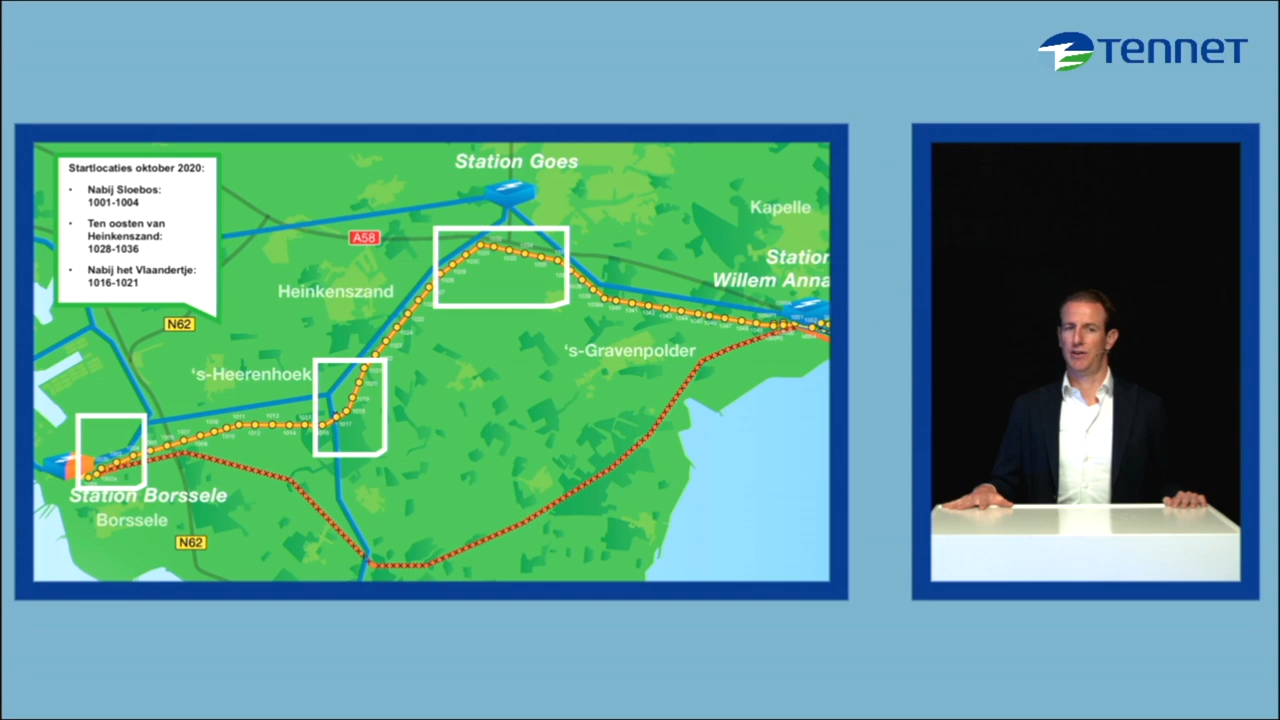 TenneT
Startlocaties oktober 2020:
• Nabij Sloebos:
1001-1004
• Ten oosten van
Heinkenszand:
1028-1036
• Nabij het Vlaandertje:
1016-1021
Station Goes
Kapelle
A58
Station
Willem Anna
Heinkenszand
N62
's-Gravenpolder
's-Heerenhoek
Station Borssele
Borssele
N62